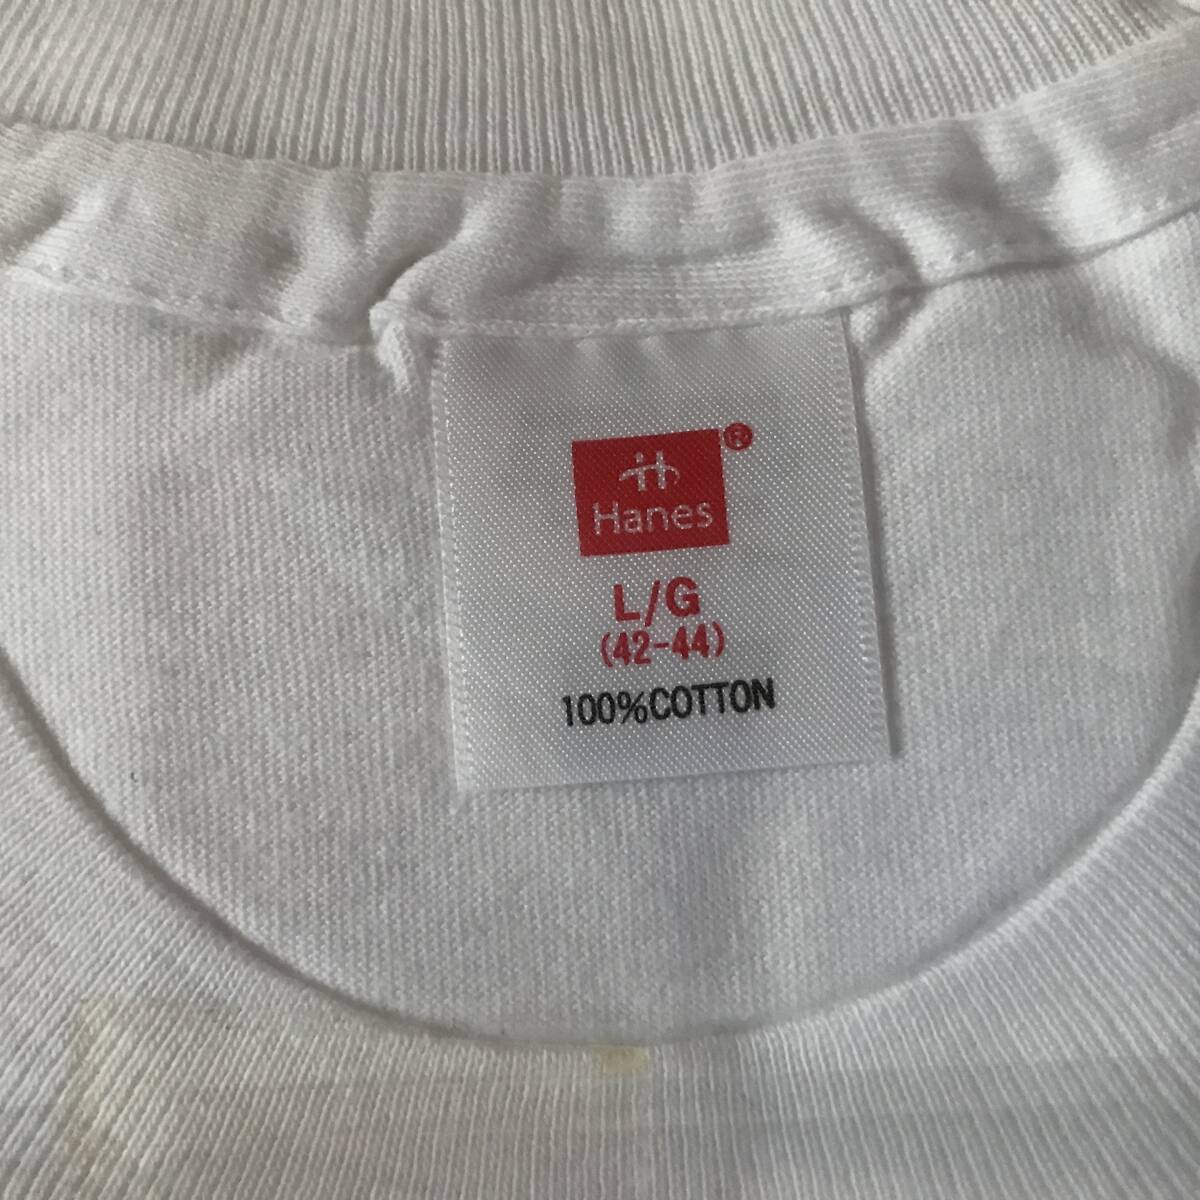 ®
Hanes
L/G
(42-44)
100%COTTON